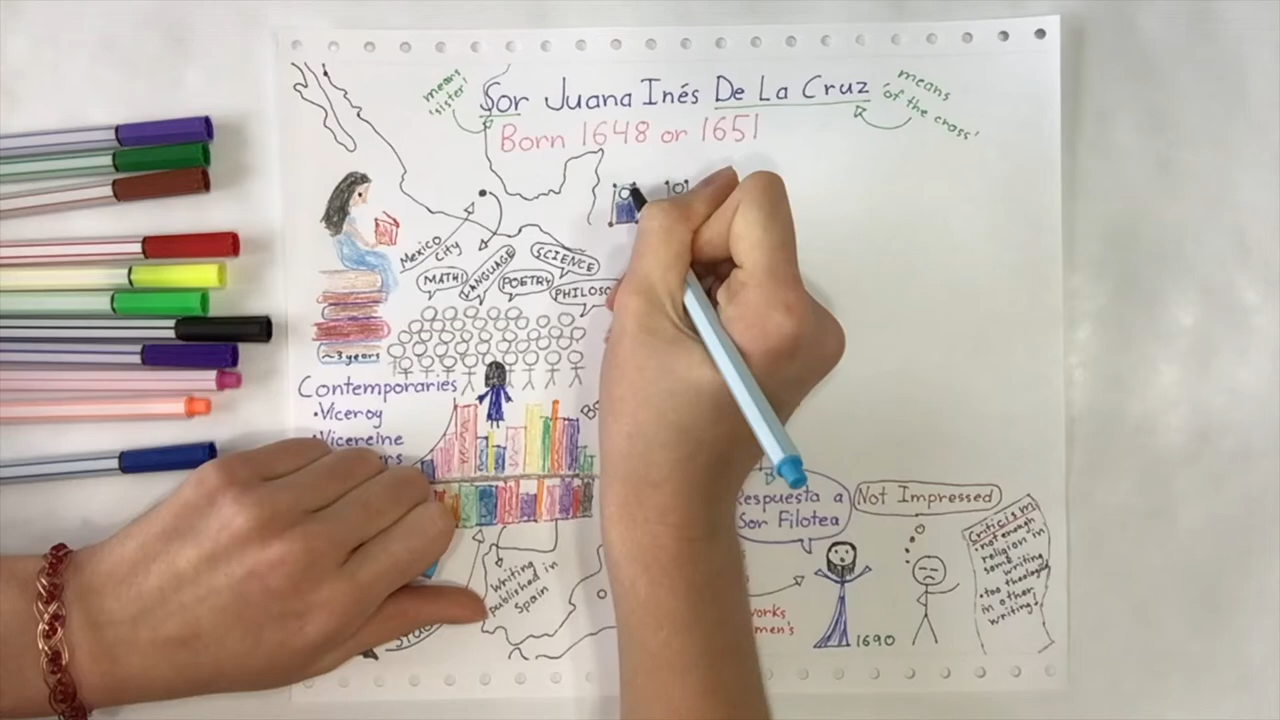 means
'sister'
Sor Juana Inés De La Cruz
means
'of the cross'
Born 1648 or 1651
Mexico
City
MATH!
LANGUAGE
POETRY
SCIENCE
~3 years
Contemporaries
•Viceroy
Vicereine
Writing
published in
Spain
Respuesta a
Sor Filotea
Not Impressed
Criticism
•not enough
religion in
some writing
•too theological
in other
writing!
1690